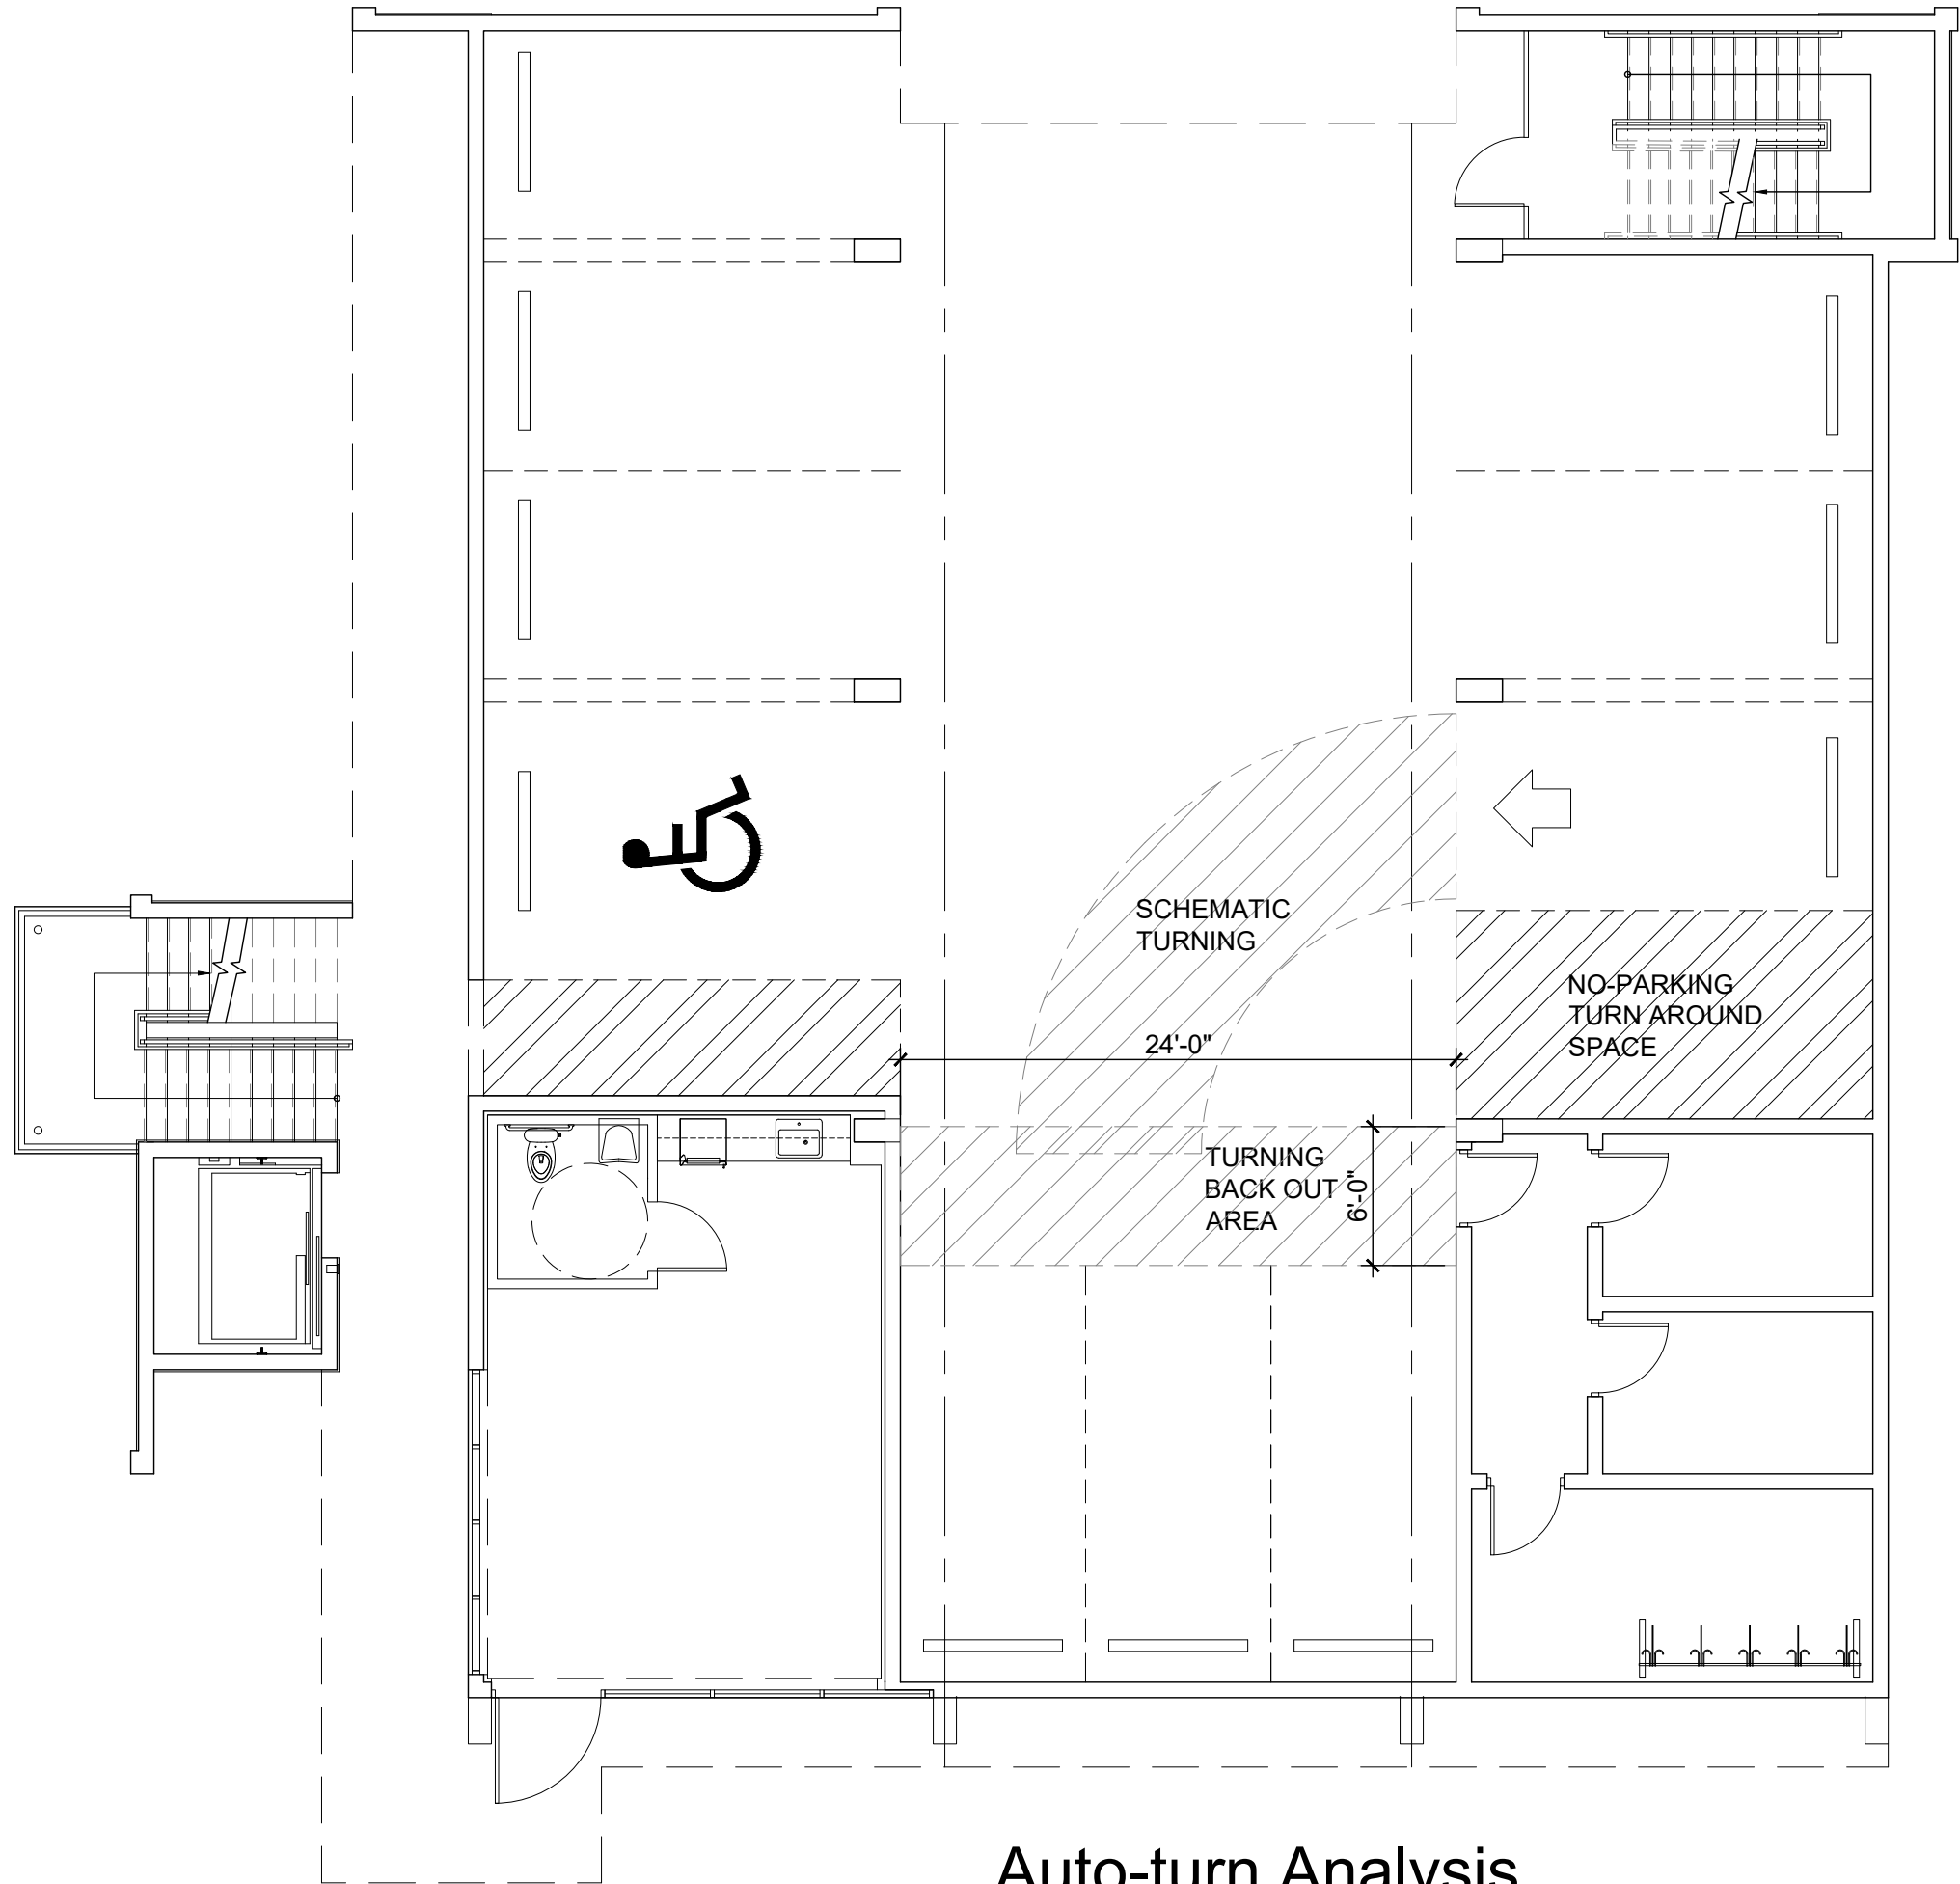 SCHEMATIC
TURNING
NO-PARKING
TURN AROUND
SPACE
24'-0"
TURNING
BACK OUT
AREA
6'-0"
Auto-turn Analysis